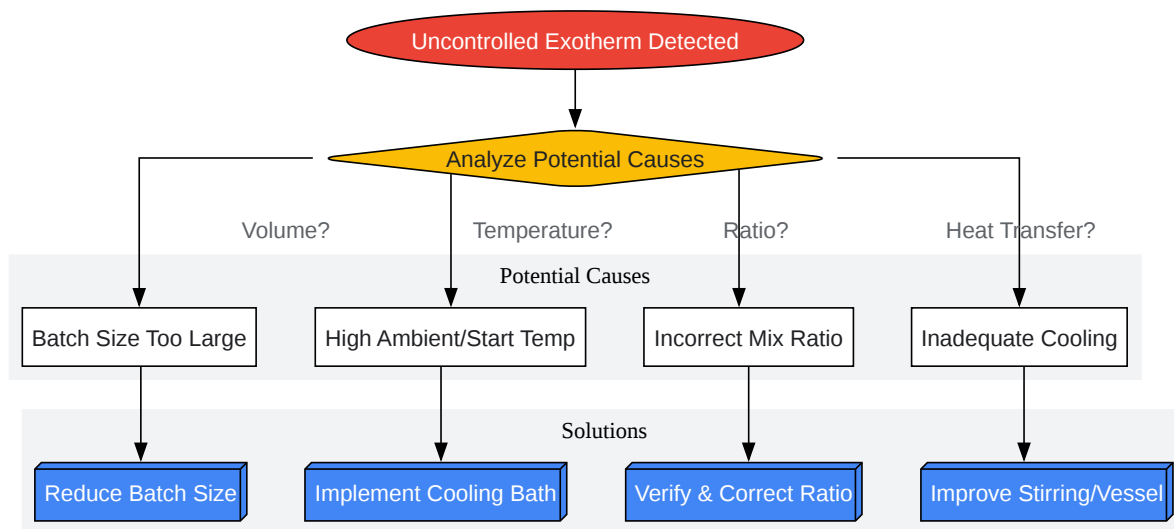 Uncontrolled Exotherm Detected
Analyze Potential Causes
Volume?
Temperature?
Ratio?
Heat Transfer?
Potential Causes
Batch Size Too Large
High Ambient/Start Temp
Incorrect Mix Ratio
Inadequate Cooling
Solutions
Reduce Batch Size
Implement Cooling Bath
Verify & Correct Ratio
Improve Stirring/Vessel